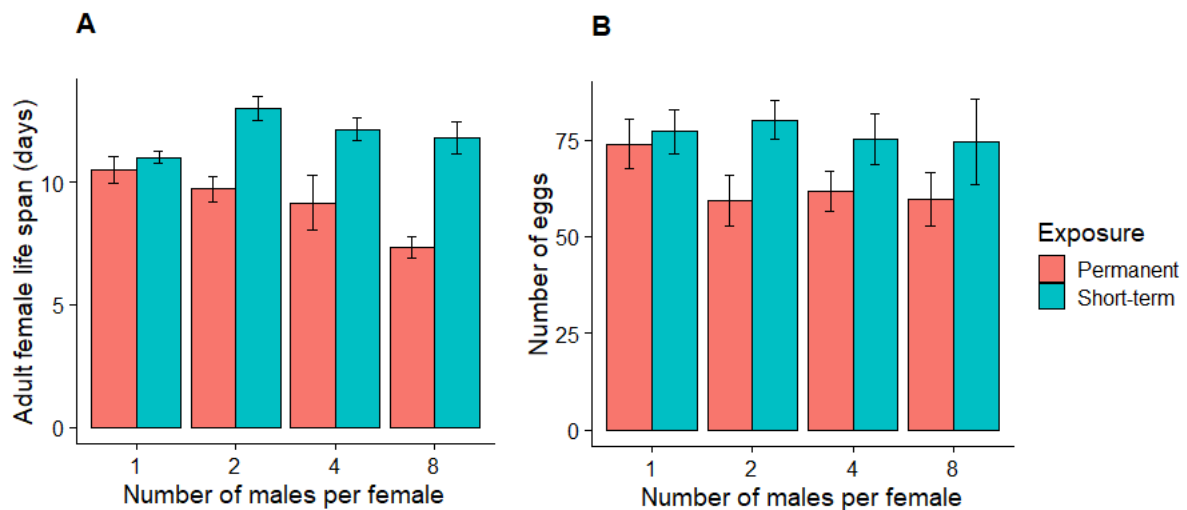 A
Adult female life span (days)
10
5
0
1 2 4 8
Number of males per female
B
Number of eggs
75
50
25
0
1 2 4 8
Number of males per female
Exposure
Permanent
Short-term